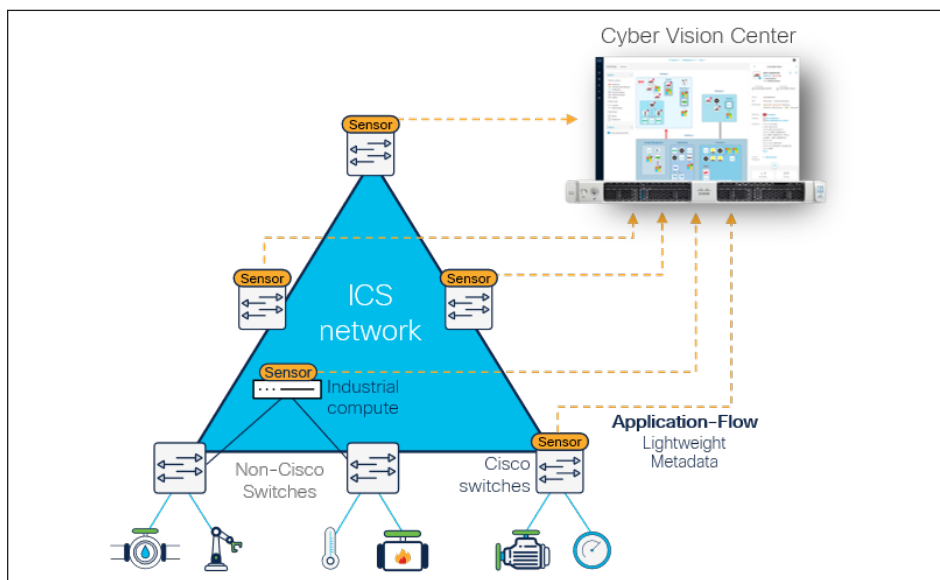 Cyber Vision Center
Sensor
Sensor
Sensor
ICS
network
Sensor
Industrial
compute
Application-Flow
Lightweight
Metadata
Sensor
Non-Cisco
Switches
Cisco
switches